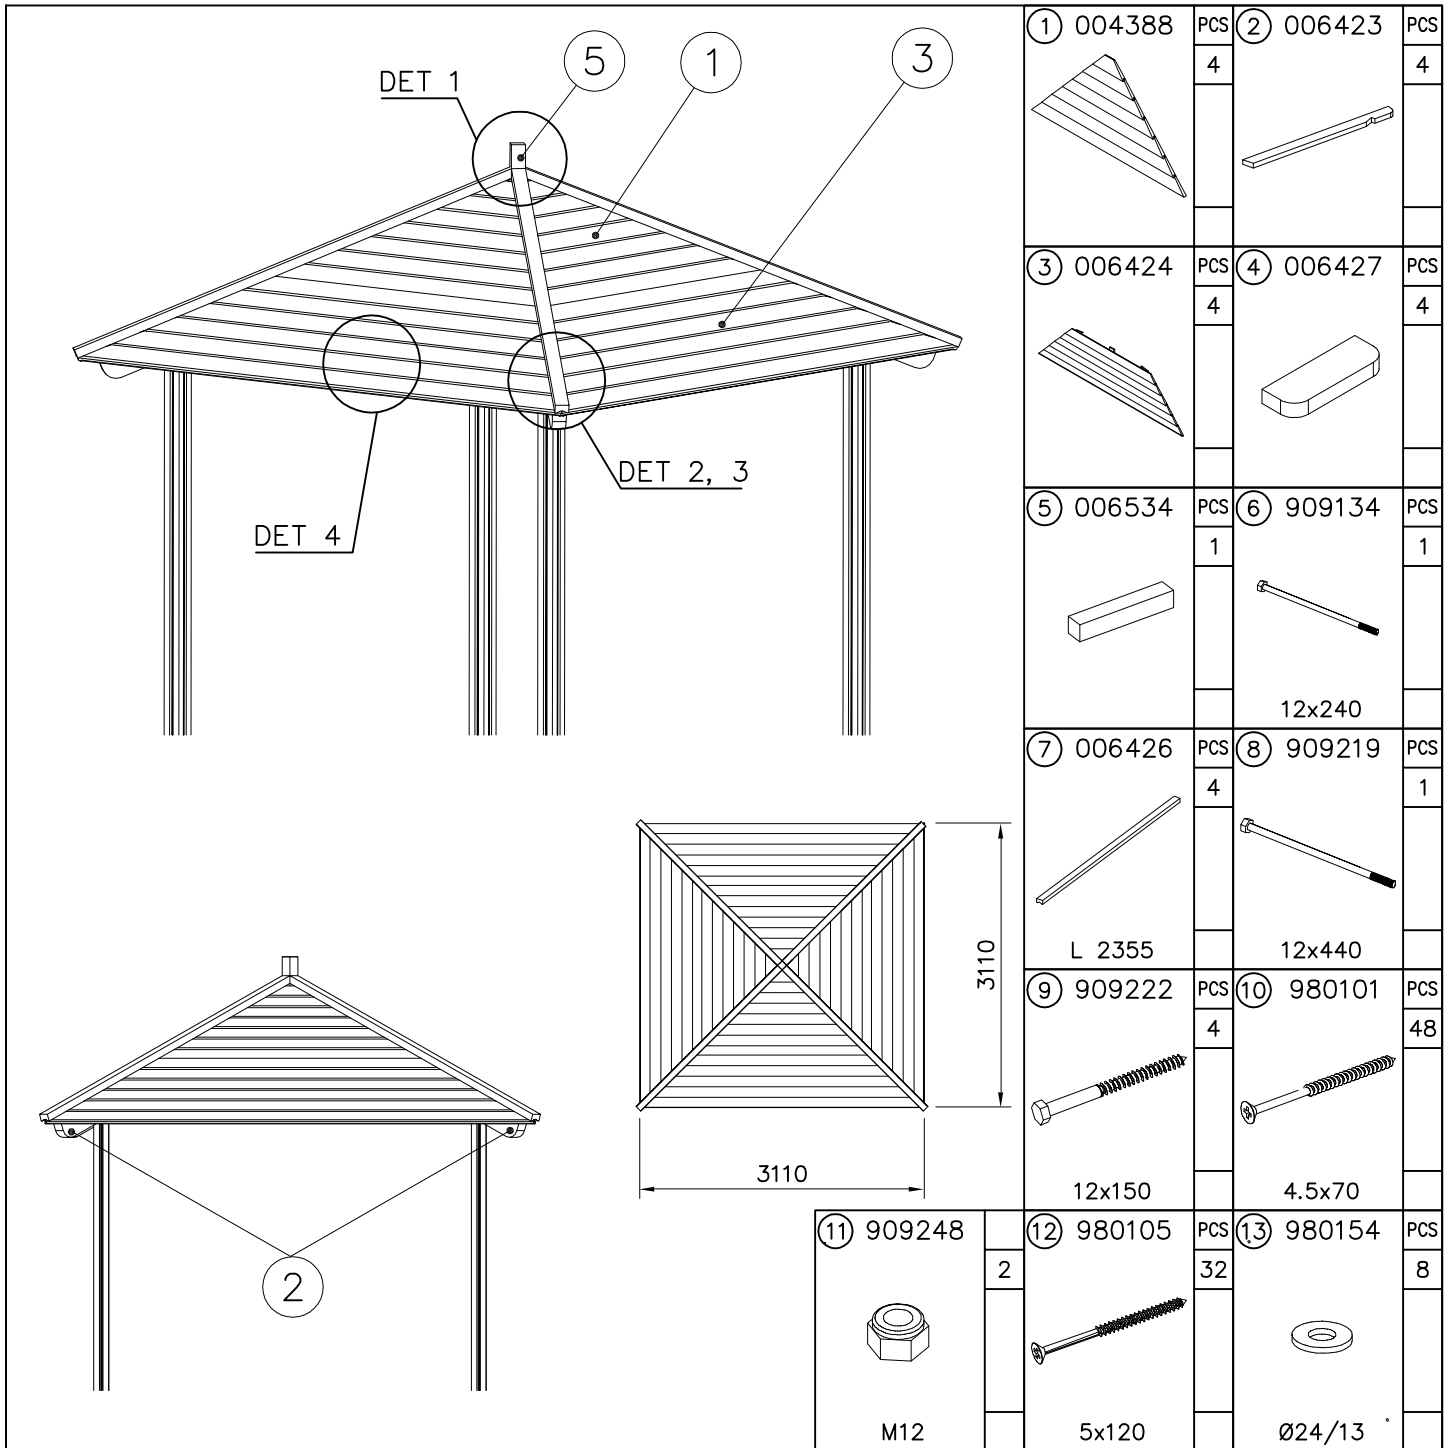 DET 1
5
1
3
DET 2, 3
DET 4
3110
3110
2
1 004388 PCS
4
2 006423 PCS
4
3 006424 PCS
4
4 006427 PCS
4
5 006534 PCS
1
6 909134 PCS
1
12x240
7 006426 PCS
4
L 2355
8 909219 PCS
1
12x440
9 909222 PCS
4
12x150
10 980101 PCS
48
4.5x70
11 909248
2
M12
12 980105 PCS
32
5x120
13 980154 PCS
8
Ø24/13